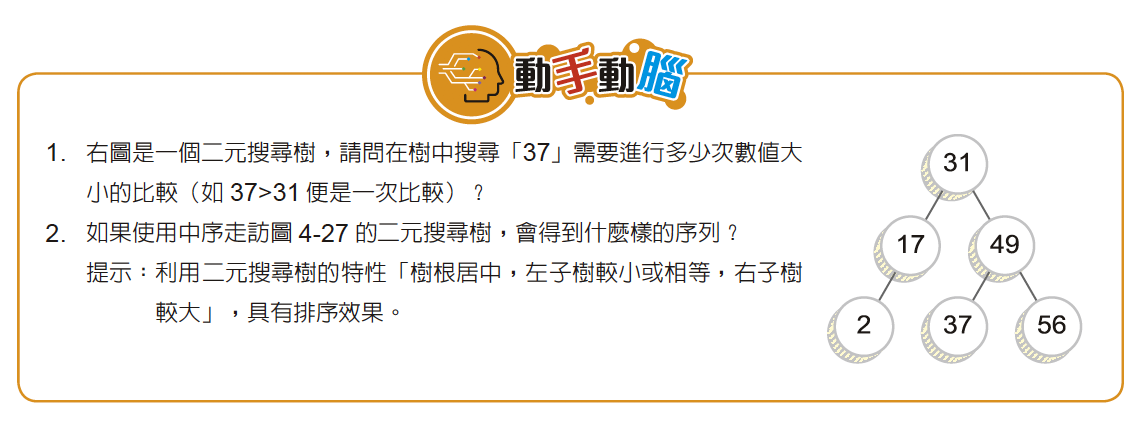 動手動腦
1. 右圖是一個二元搜尋樹，請問在樹中搜尋「37」需要進行多少次數值大
小的比較（如 37>31 便是一次比較）？
2. 如果使用中序走訪圖 4-27 的二元搜尋樹，會得到什麼樣的序列？
提示：利用二元搜尋樹的特性「樹根居中，左子樹較小或相等，右子樹
較大」，具有排序效果。
31
17 49
2 37 56